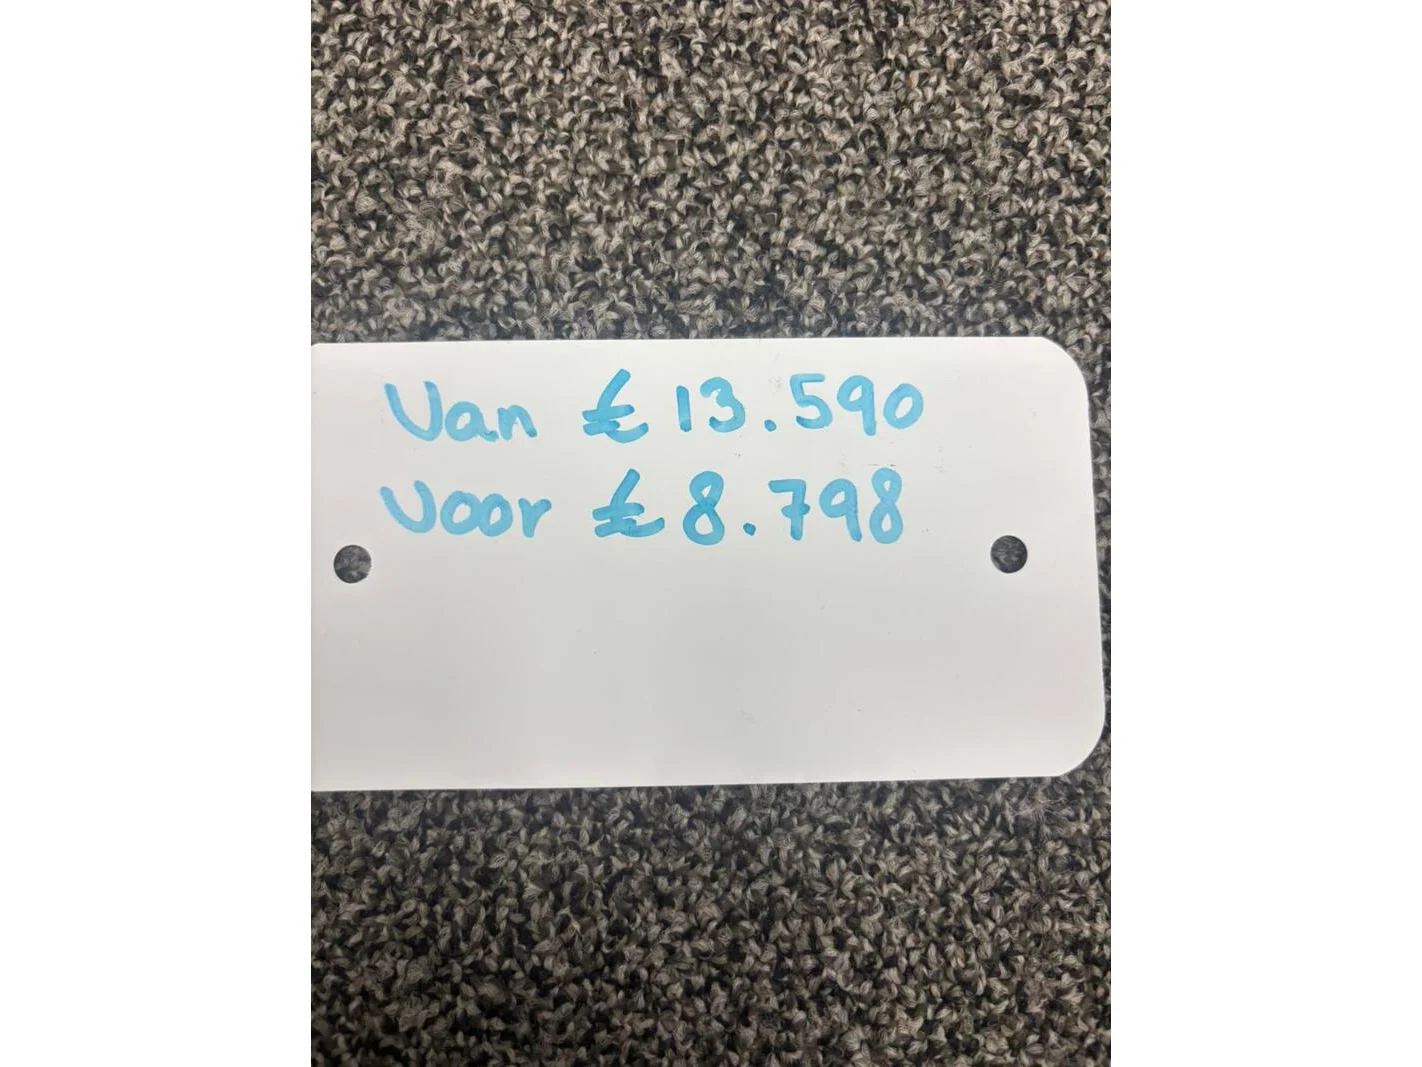 Van € 13.590
voor € 8.798